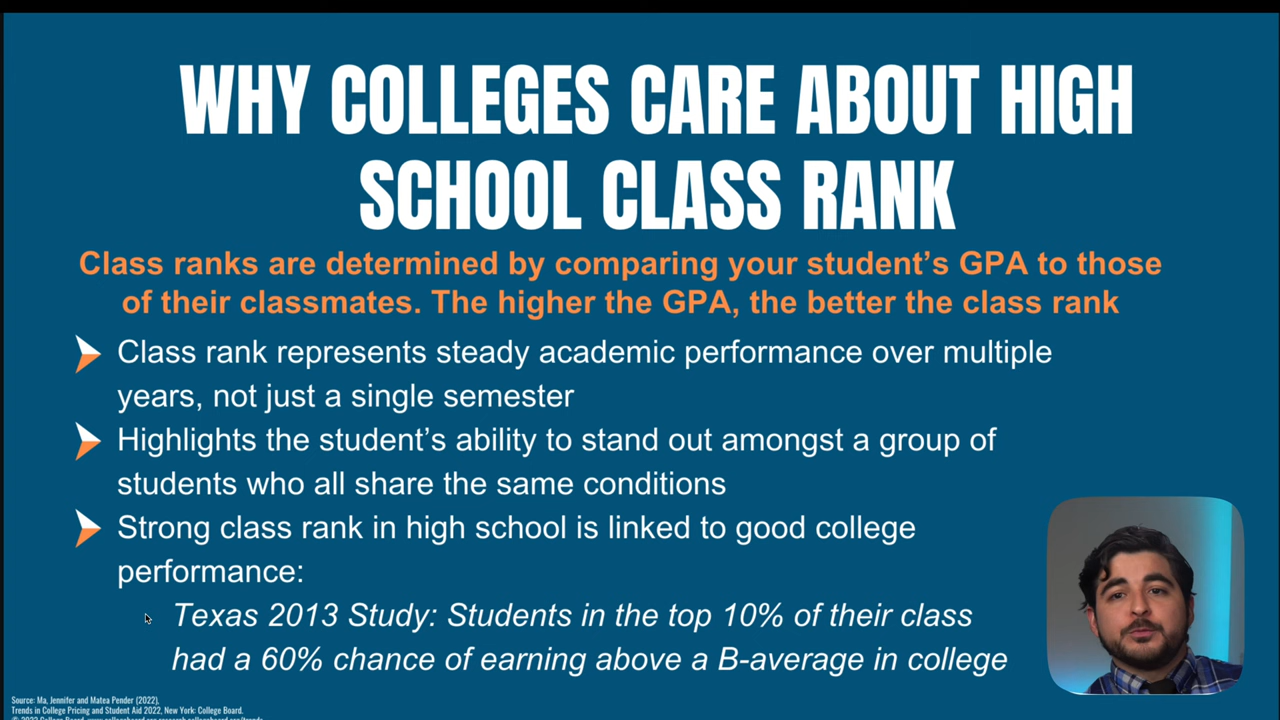 WHY COLLEGES CARE ABOUT HIGH
SCHOOL CLASS RANK
Class ranks are determined by comparing your student’s GPA to those
of their classmates. The higher the GPA, the better the class rank
Class rank represents steady academic performance over multiple
years, not just a single semester
Highlights the student’s ability to stand out amongst a group of
students who all share the same conditions
Strong class rank in high school is linked to good college
performance:
Texas 2013 Study: Students in the top 10% of their class
had a 60% chance of earning above a B-average in college
Source: Ma, Jennifer and Matea Pender (2022),
Trends in College Pricing and Student Aid 2022, New York: College Board.